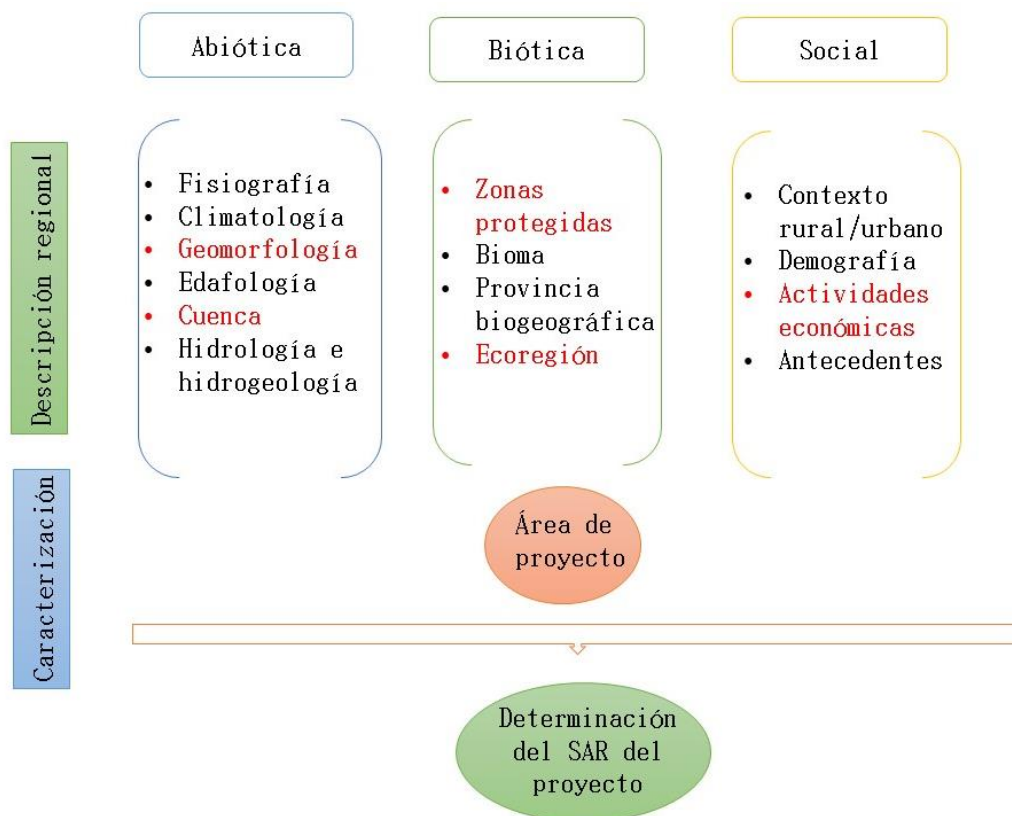 Abiótica
Biótica
Social
Descripción regional
• Fisiografía
• Climatología
• Geomorfología
• Edafología
• Cuenca
• Hidrología e
hidrogeología
• Zonas
protegidas
• Bioma
• Provincia
biogeográfica
• Ecoregión
• Contexto
rural/urbano
• Demografía
• Actividades
económicas
• Antecedentes
Caracterización
Área de
proyecto
Determinación
del SAR del
proyecto